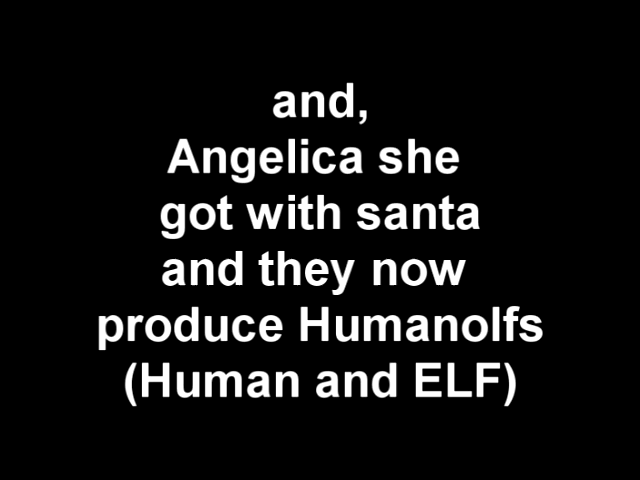 and,
Angelica she
got with santa
and they now
produce Humanolfs
(Human and ELF)